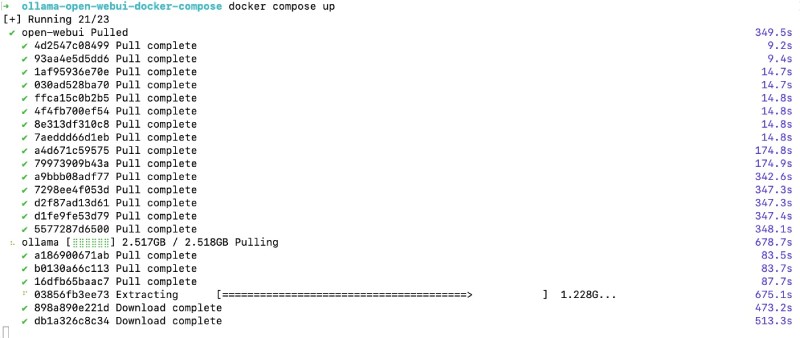 ➜ ollama-open-webui-docker-compose docker compose up
[+] Running 21/23
✔ open-webui Pulled 349.5s
✔ 4d2547c08499 Pull complete 9.2s
✔ 93aa4e5d5dd6 Pull complete 9.4s
✔ 1af95936e70e Pull complete 14.7s
✔ 030ad528ba70 Pull complete 14.7s
✔ ffca15c0b2b5 Pull complete 14.8s
✔ 4f4fb700ef54 Pull complete 14.8s
✔ 8e313df310c8 Pull complete 14.8s
✔ 7aeddd66d1eb Pull complete 14.8s
✔ a4d671c59575 Pull complete 174.8s
✔ 79973909b43a Pull complete 174.9s
✔ a9bbb08adf77 Pull complete 342.6s
✔ 7298ee4f053d Pull complete 347.3s
✔ d2f87ad13d61 Pull complete 347.3s
✔ d1fe9fe53d79 Pull complete 347.4s
✔ 5577287d6500 Pull complete 348.1s
ollama [⣿⣿⣿⣿⣿⣿] 2.517GB / 2.518GB Pulling 678.7s
✔ a186900671ab Pull complete 83.5s
✔ b0130a66c113 Pull complete 83.7s
✔ 16dfb65baac7 Pull complete 87.7s
03856fb3ee73 Extracting [=======================================> ] 1.228G... 675.1s
✔ 898a890e221d Download complete 473.2s
✔ db1a326c8c34 Download complete 513.3s